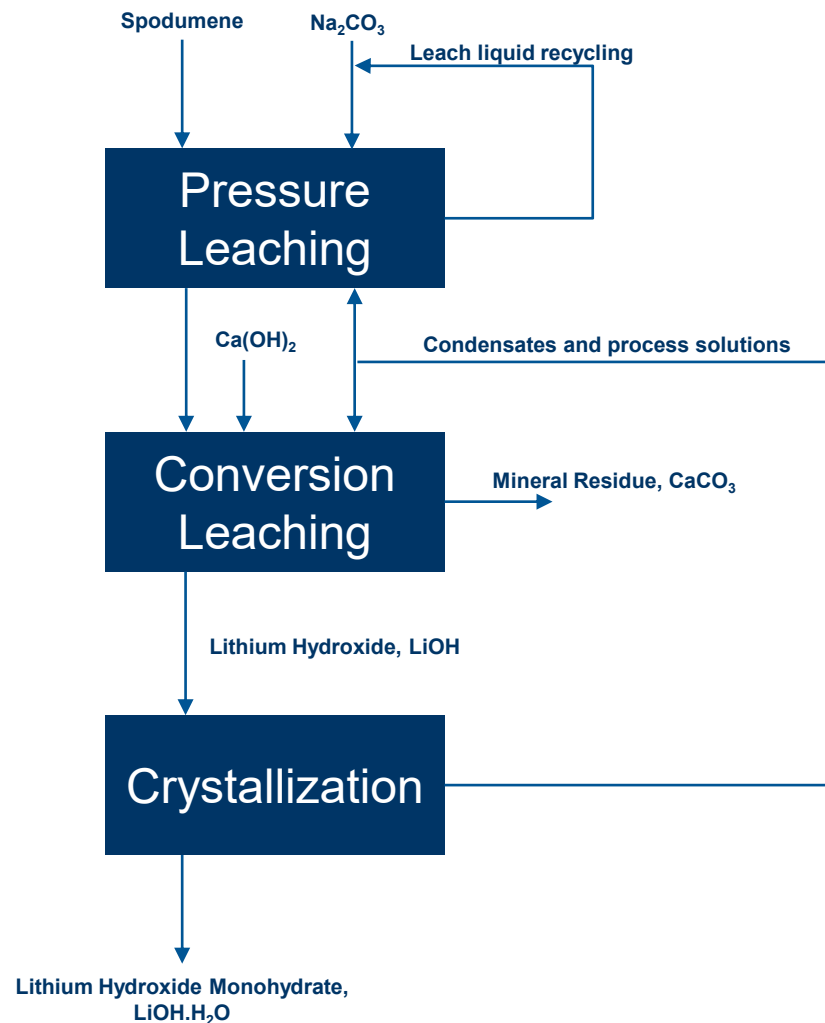 Spodumene
Na₂CO₃
Leach liquid recycling
Pressure
Leaching
Ca(OH)₂
Condensates and process solutions
Conversion
Leaching
Mineral Residue, CaCO₃
Lithium Hydroxide, LiOH
Crystallization
Lithium Hydroxide Monohydrate,
LiOH.H₂O